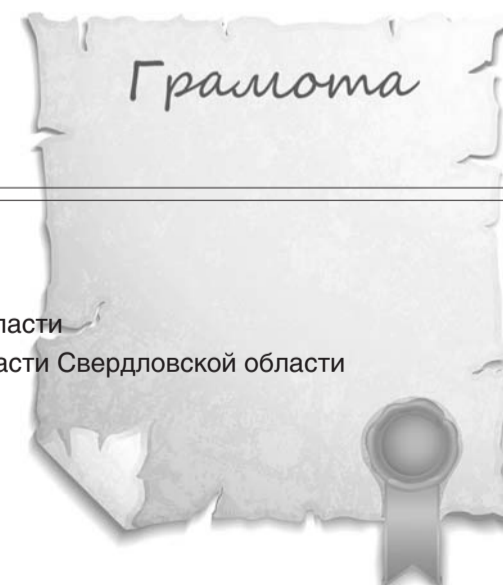 Грамота
ласти
асти Свердловской области